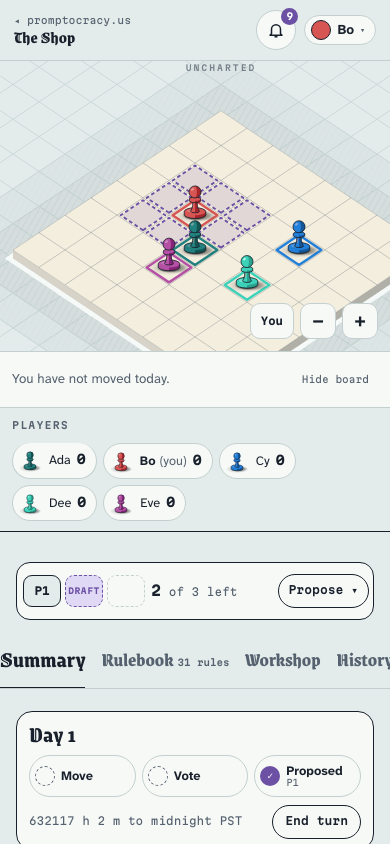 ◂ promptocracy.us
The Shop
9
Bo ▾
UNCHARTED
You
−
+
You have not moved today.
Hide board
PLAYERS
Ada 0
Bo (you) 0
Cy 0
Dee 0
Eve 0
P1
DRAFT
2 of 3 left
Propose ▾
Summary
Rulebook 31 rules
Workshop
History
Day 1
Move
Vote
✓ Proposed
P1
632117 h 2 m to midnight PST
End turn